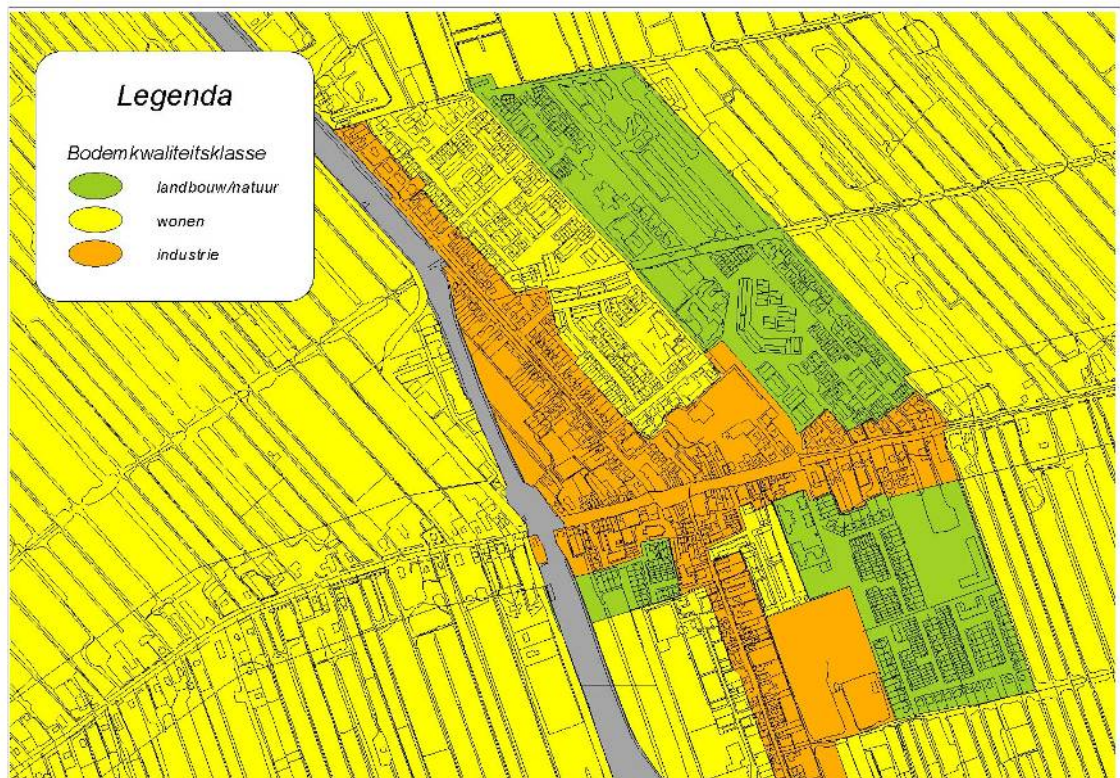 Legenda
Bodemkwaliteitsklasse
landbouw/natuur
wonen
industrie